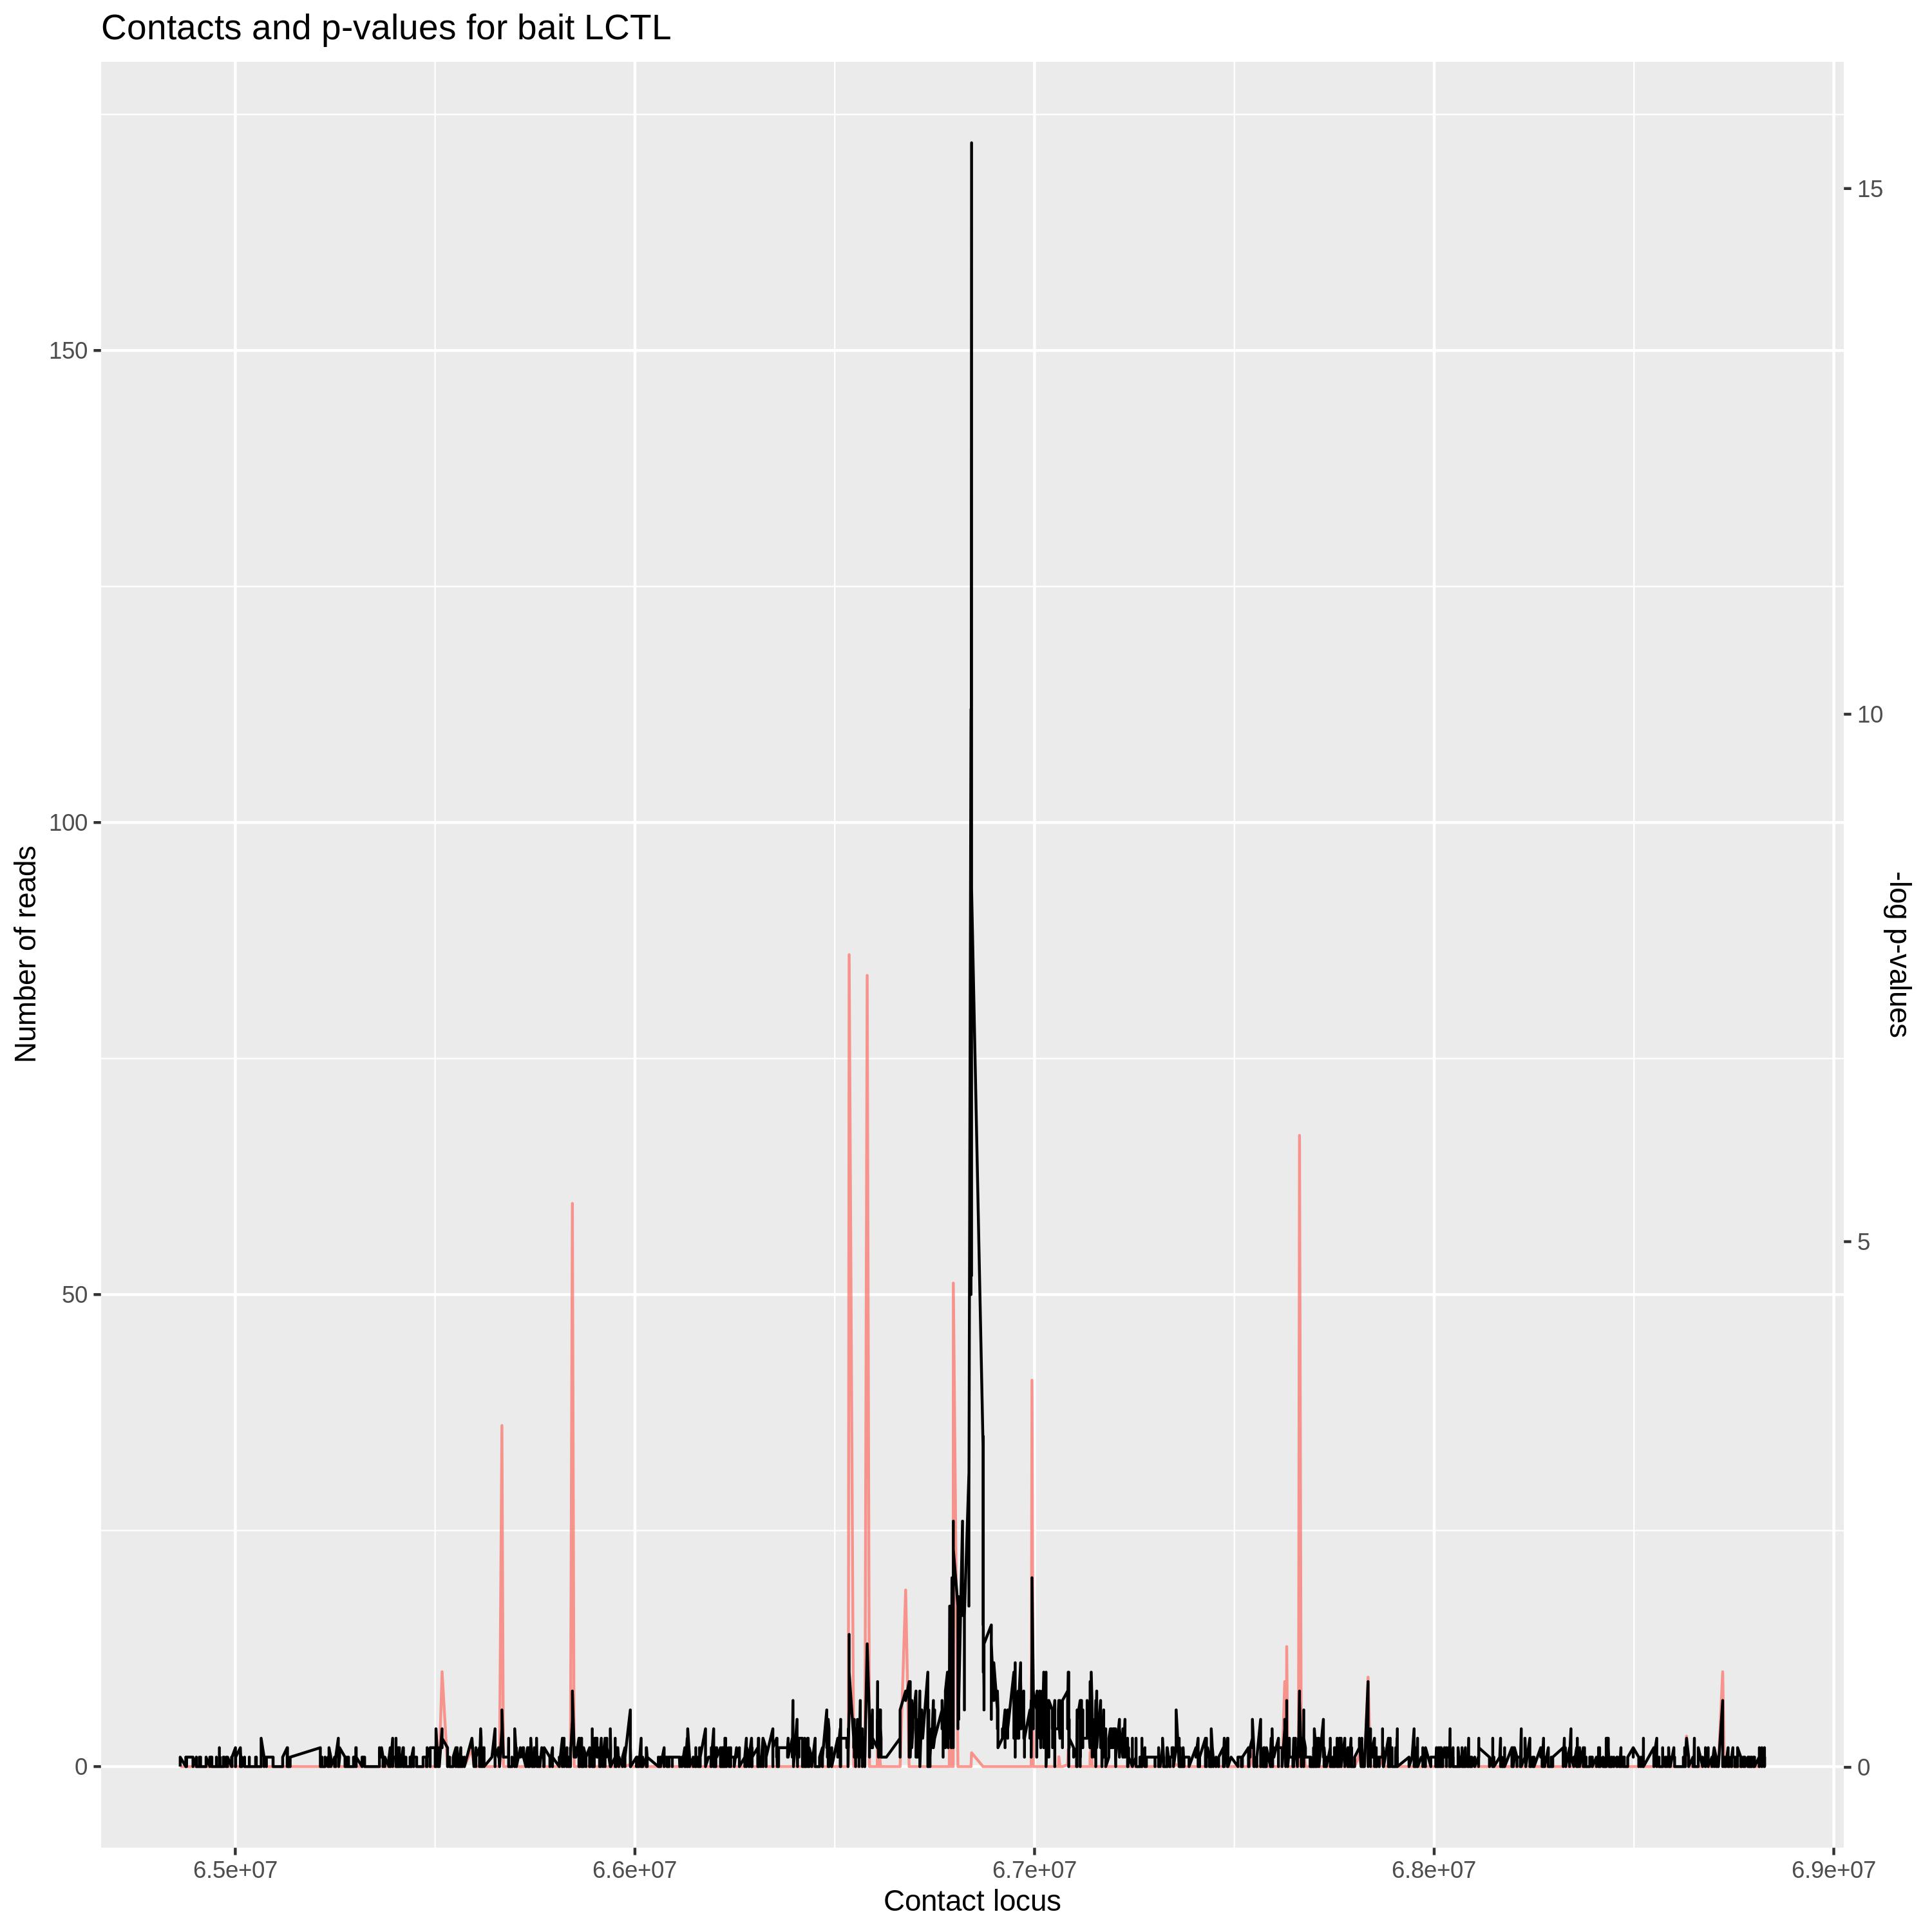 Contacts and p-values for bait LCTL
150
100
50
0
15
10
5
0
Number of reads
-log p-values
6.5e+07
6.6e+07
6.7e+07
6.8e+07
6.9e+07
Contact locus